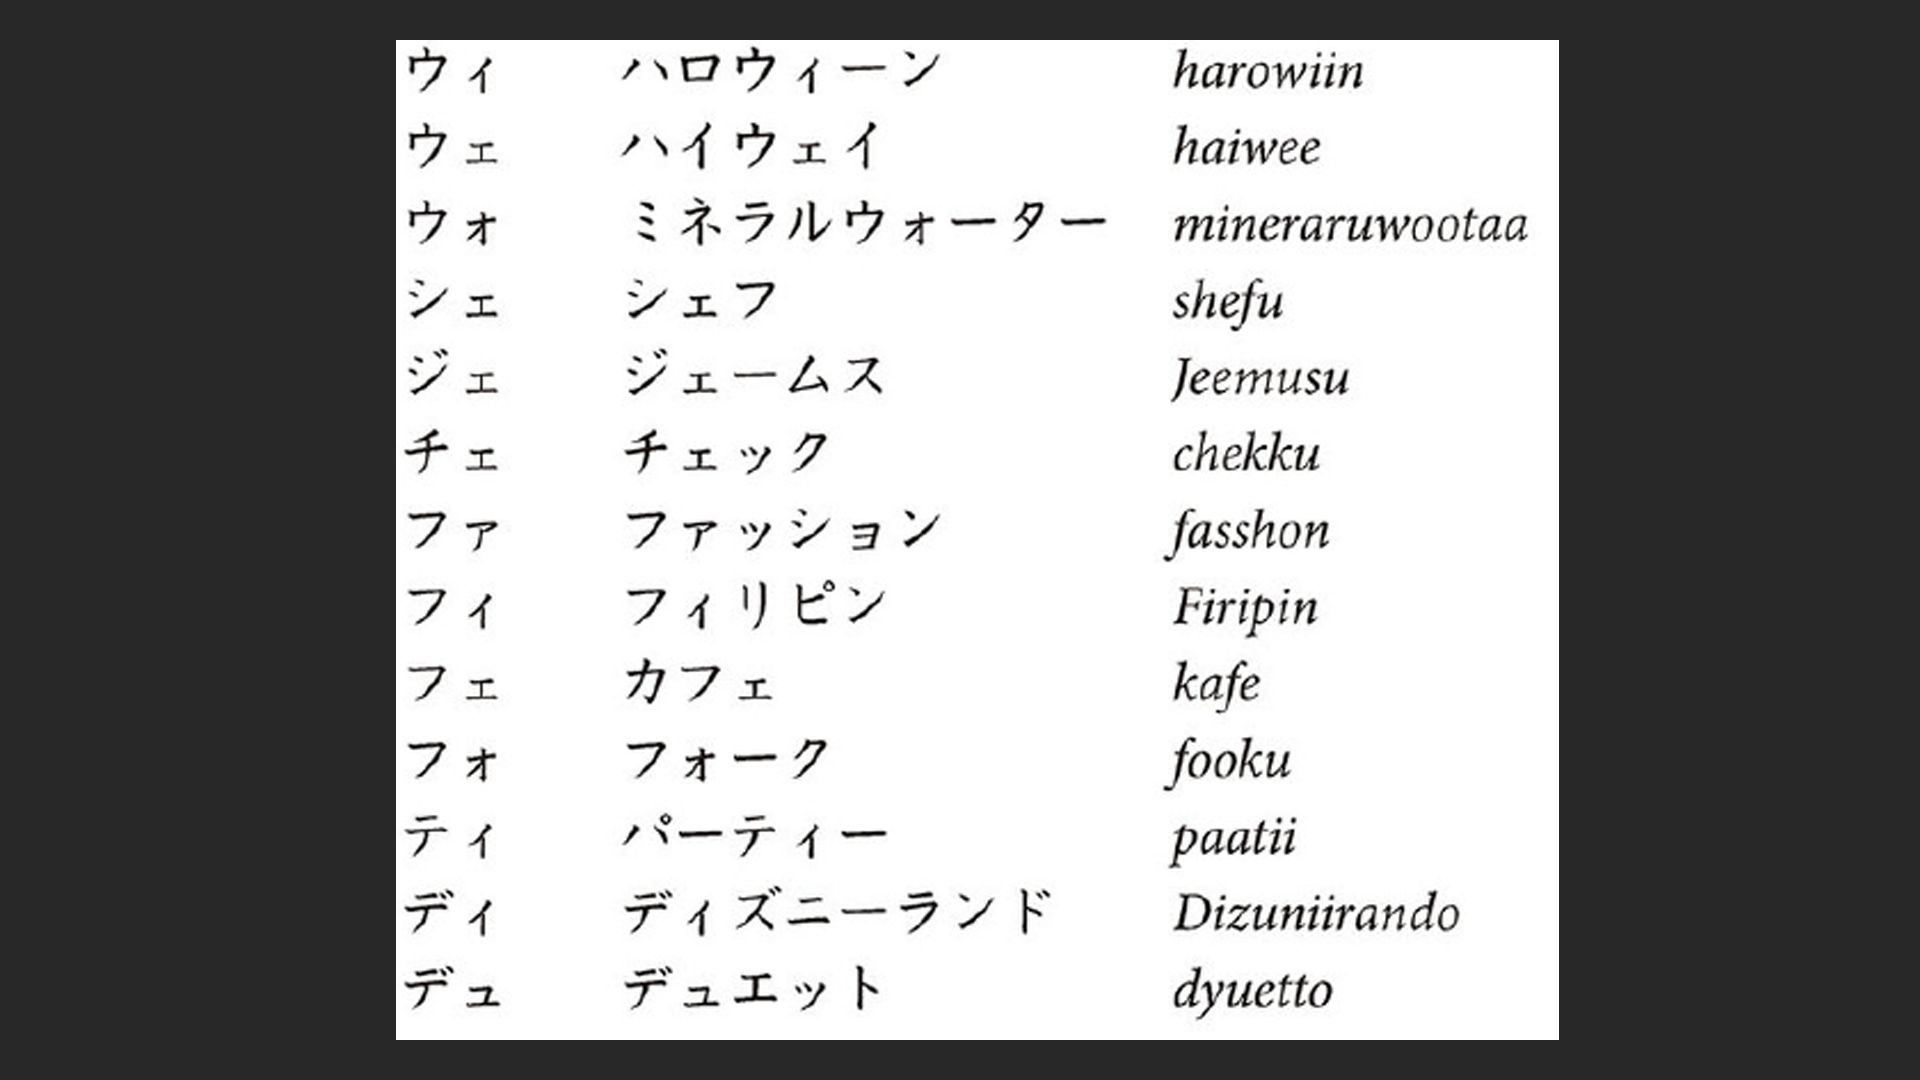 ウィ ハロウィーン harowiin
ウェ ハイウェイ haiwee
ウォ ミネラルウォーター mineraruwootaa
シェ シェフ shefu
ジェ ジェームス Jeemusu
チェ チェック chekku
ファ ファッション fasshon
フィ フィリピン Firipin
フェ カフェ kafe
フォ フォーク fooku
ティ パーティー paatii
ディ ディズニーランド Dizuniirando
デュ デュエット dyuetto